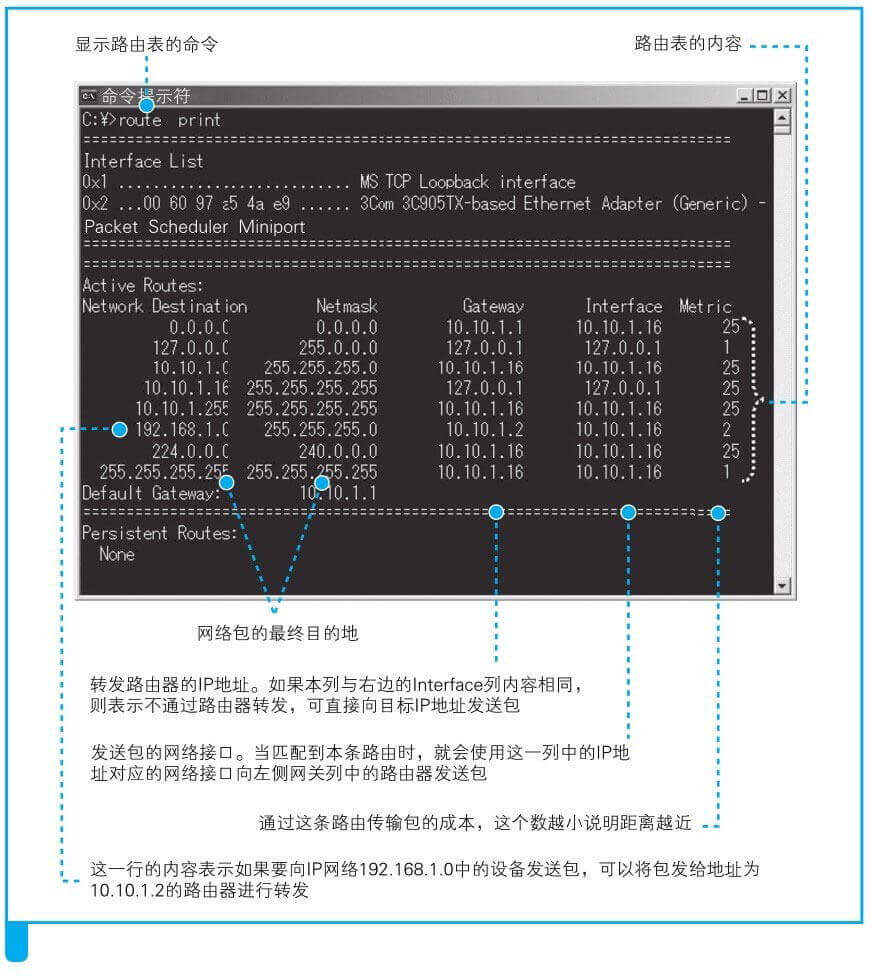 显示路由表的命令
路由表的内容
命令提示符
C:¥>route print
Interface List
0x1 ........................... MS TCP Loopback interface
0x2 ...00 60 97 a5 4a e9 ...... 3Com 3C905TX-based Ethernet Adapter (Generic) -
Packet Scheduler Miniport
Active Routes:
Network Destination Netmask Gateway Interface Metric
0.0.0.0 0.0.0.0 10.10.1.1 10.10.1.16 25
127.0.0.0 255.0.0.0 127.0.0.1 127.0.0.1 1
10.10.1.0 255.255.255.0 10.10.1.16 10.10.1.16 25
10.10.1.16 255.255.255.255 127.0.0.1 127.0.0.1 25
10.10.1.255 255.255.255.255 10.10.1.16 10.10.1.16 25
192.168.1.0 255.255.255.0 10.10.1.2 10.10.1.16 2
224.0.0.0 240.0.0.0 10.10.1.16 10.10.1.16 25
255.255.255.255 255.255.255.255 10.10.1.16 10.10.1.16 1
Default Gateway: 10.10.1.1
Persistent Routes:
None
网络包的最终目的地
转发路由器的IP地址。如果本列与右边的Interface列内容相同，
则表示不通过路由器转发，可直接向目标IP地址发送包
发送包的网络接口。当匹配到本条路由时，就会使用这一列中的IP地
址对应的网络接口向左侧网关列中的路由器发送包
通过这条路由传输包的成本，这个数越小说明距离越近
这一行的内容表示如果要向IP网络192.168.1.0中的设备发送包，可以将包发给地址为
10.10.1.2的路由器进行转发